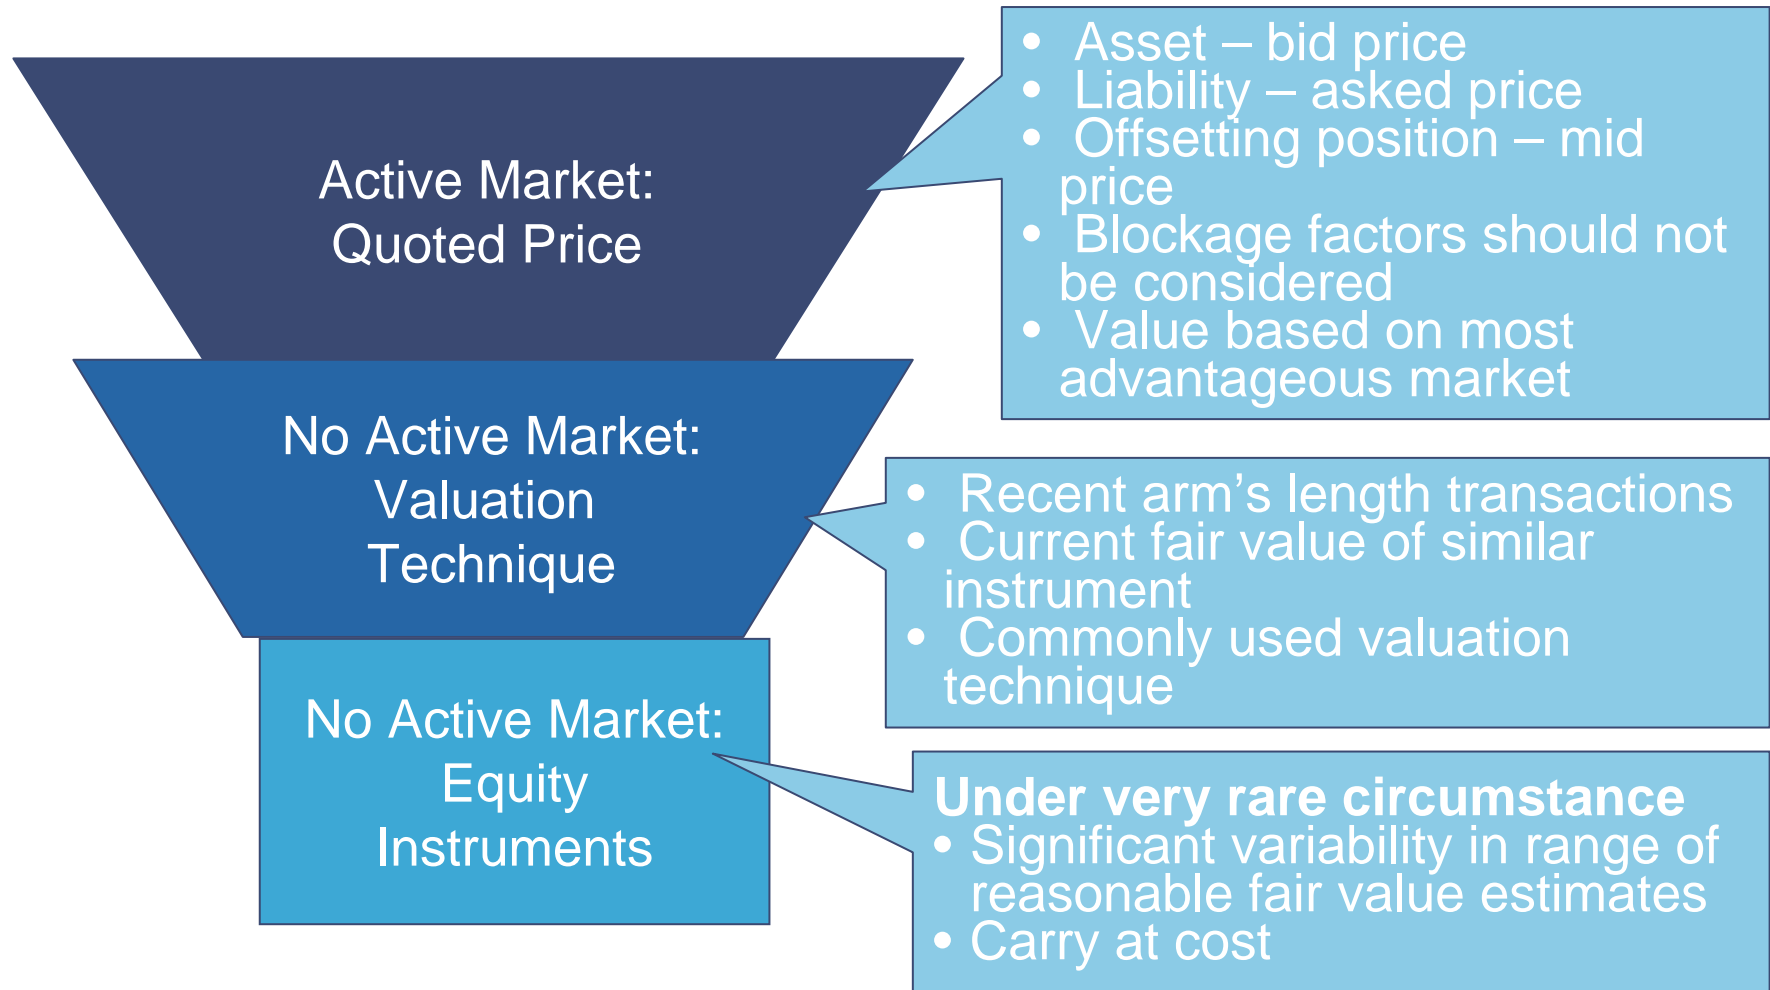 Active Market:
Quoted Price
• Asset – bid price
• Liability – asked price
• Offsetting position – mid
price
• Blockage factors should not
be considered
• Value based on most
advantageous market
No Active Market:
Valuation
Technique
• Recent arm’s length transactions
• Current fair value of similar
instrument
• Commonly used valuation
technique
No Active Market:
Equity
Instruments
Under very rare circumstance
• Significant variability in range of
reasonable fair value estimates
• Carry at cost